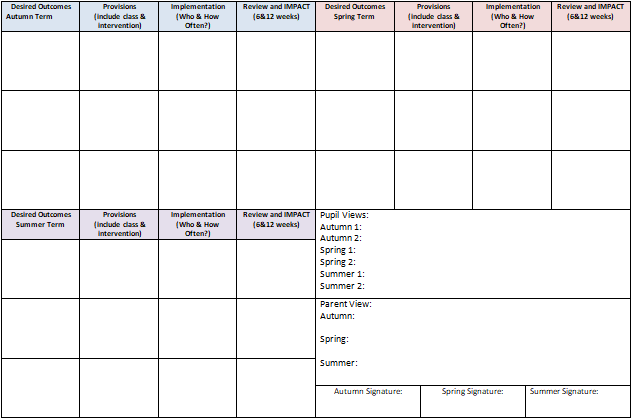 Desired Outcomes
Autumn Term
Provisions
(include class &
intervention)
Implementation
(Who & How
Often?)
Review and IMPACT
(6&12 weeks)
Desired Outcomes
Spring Term
Provisions
(include class &
intervention)
Implementation
(Who & How
Often?)
Review and IMPACT
(6&12 weeks)
Desired Outcomes
Summer Term
Provisions
(include class &
intervention)
Implementation
(Who & How
Often?)
Review and IMPACT
(6&12 weeks)
Pupil Views:
Autumn 1:
Autumn 2:
Spring 1:
Spring 2:
Summer 1:
Summer 2:
Parent View:
Autumn:
Spring:
Summer:
Autumn Signature:
Spring Signature:
Summer Signature: